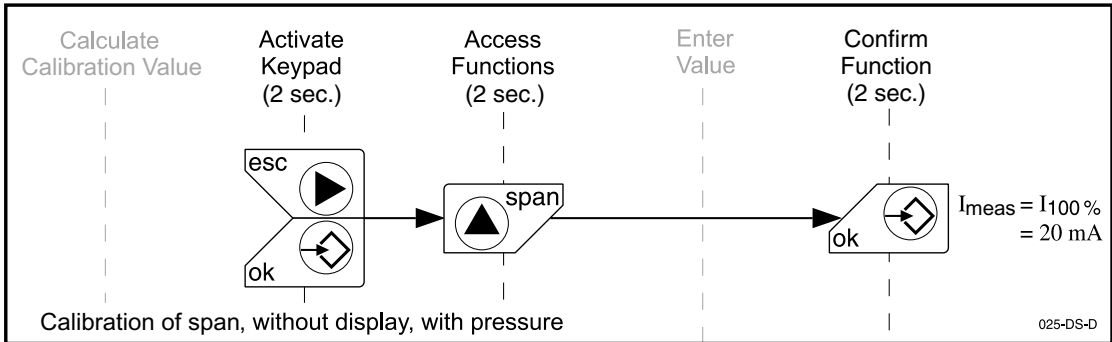 Calculate
Calibration Value
Activate
Keypad
(2 sec.)
Access
Functions
(2 sec.)
Enter
Value
Confirm
Function
(2 sec.)
esc
ok
span
ok
Imeas = I100 %
= 20 mA
Calibration of span, without display, with pressure
025-DS-D